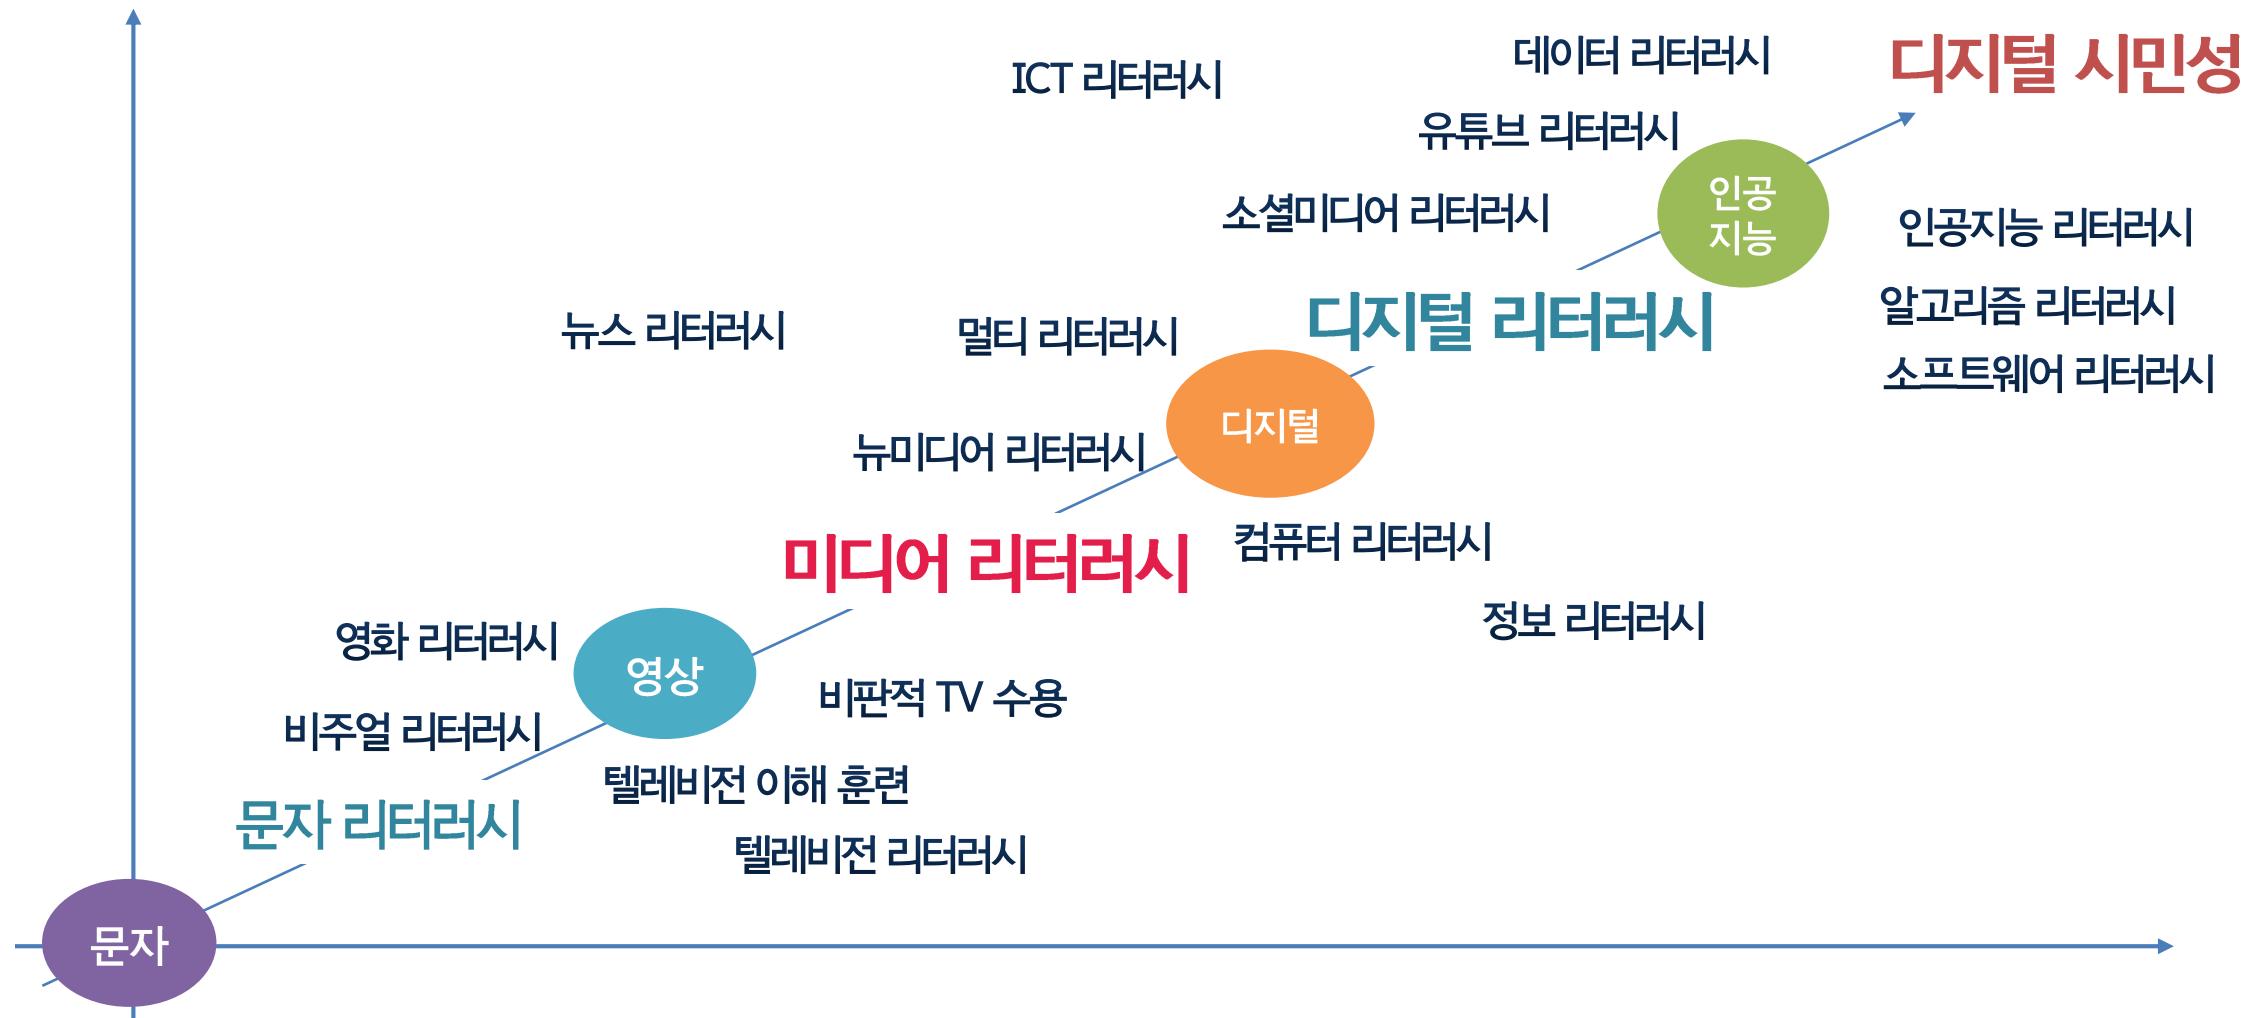 데이터 리터러시
디지털 시민성
ICT 리터러시
유튜브 리터러시
소셜미디어 리터러시
인공
지능
인공지능 리터러시
알고리즘 리터러시
소프트웨어 리터러시
디지털 리터러시
뉴스 리터러시
멀티 리터러시
디지털
뉴미디어 리터러시
컴퓨터 리터러시
미디어 리터러시
정보 리터러시
영화 리터러시
영상
비판적 TV 수용
비주얼 리터러시
텔레비전 이해 훈련
문자 리터러시
텔레비전 리터러시
문자